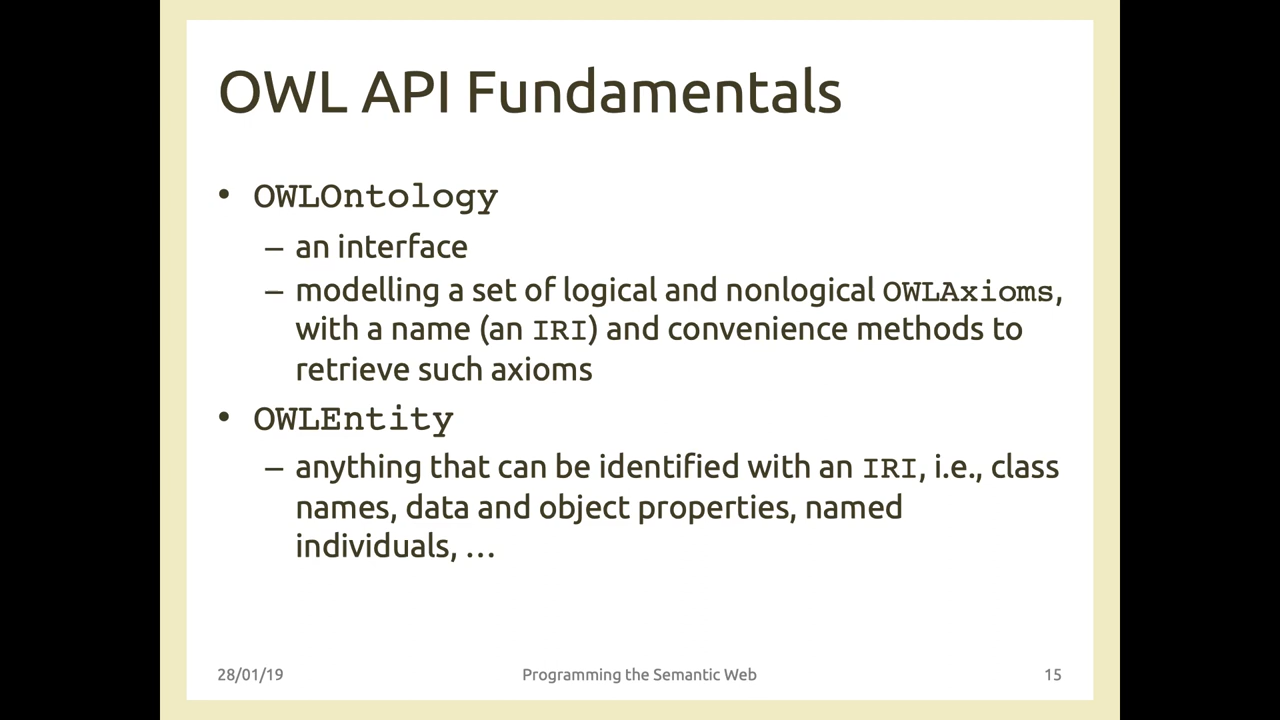 OWL API Fundamentals
• OWLOntology
– an interface
– modelling a set of logical and nonlogical OWLAxioms,
with a name (an IRI) and convenience methods to
retrieve such axioms
• OWLEntity
– anything that can be identified with an IRI, i.e., class
names, data and object properties, named
individuals, …
28/01/19 Programming the Semantic Web 15